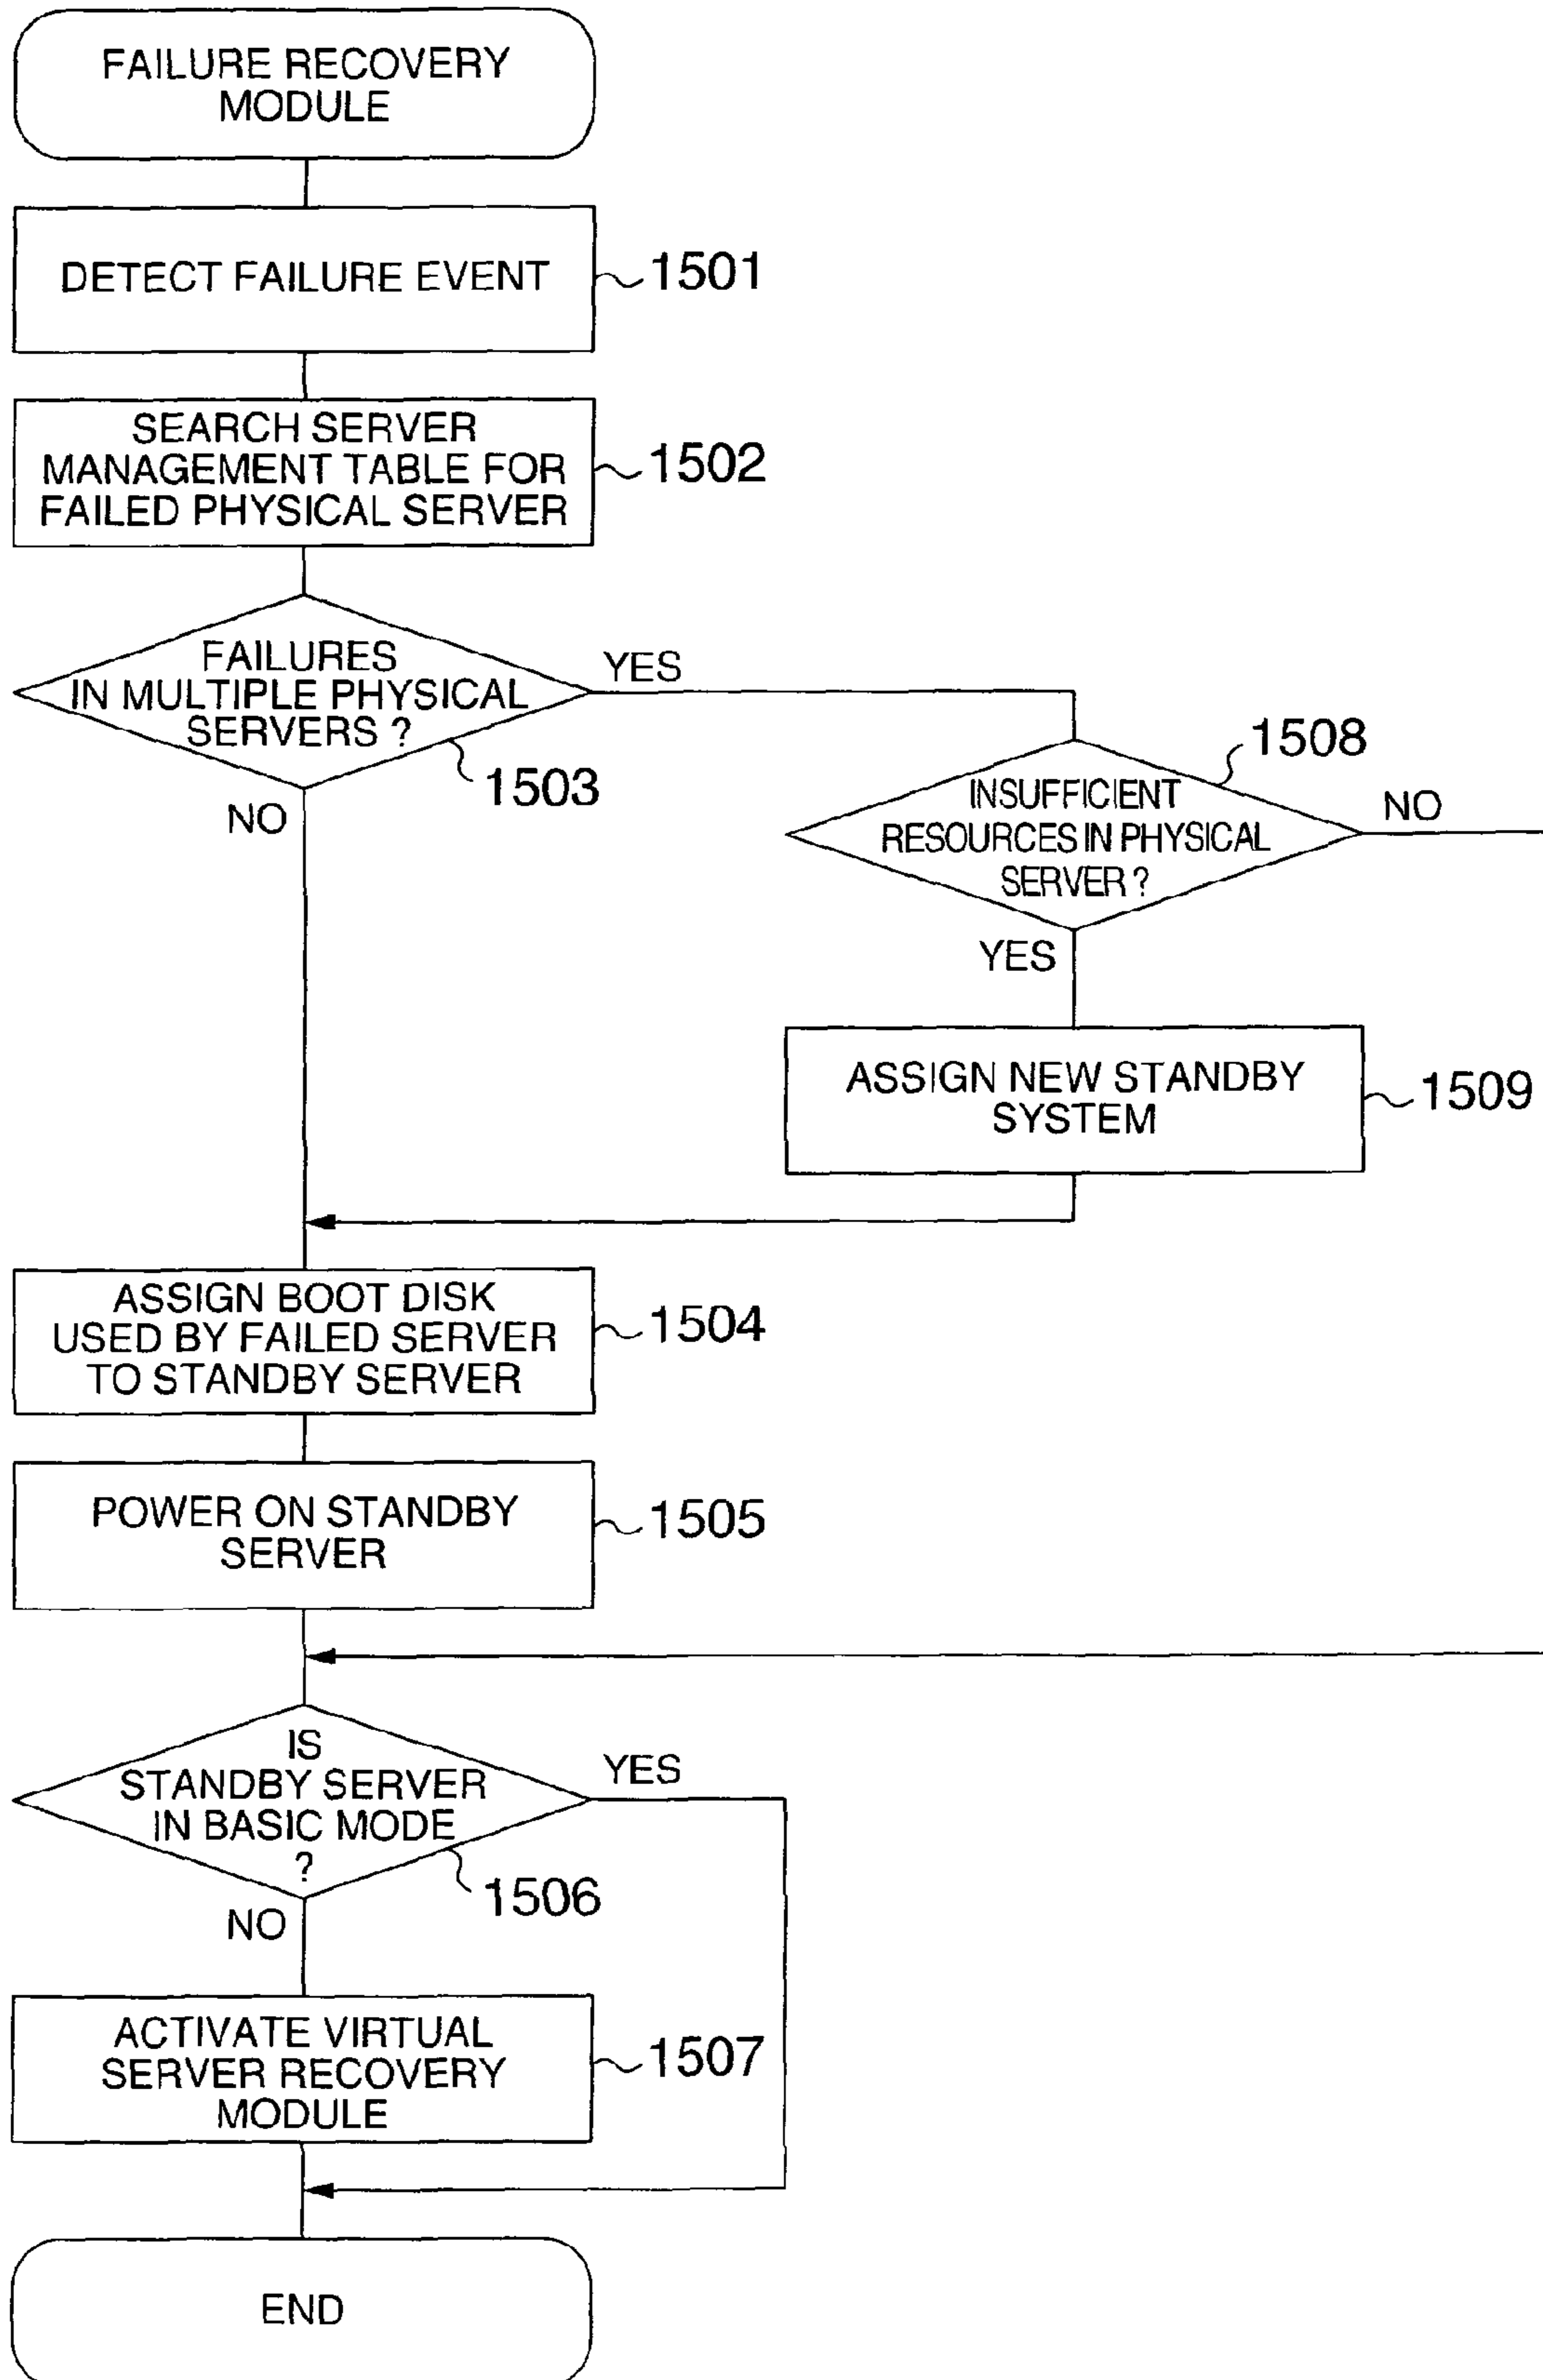 FAILURE RECOVERY
MODULE
DETECT FAILURE EVENT
1501
SEARCH SERVER
MANAGEMENT TABLE FOR
FAILED PHYSICAL SERVER
1502
FAILURES
IN MULTIPLE PHYSICAL
SERVERS ?
YES
1503
NO
1508
INSUFFICIENT
RESOURCES IN PHYSICAL
SERVER ?
NO
YES
ASSIGN NEW STANDBY
SYSTEM
1509
ASSIGN BOOT DISK
USED BY FAILED SERVER
TO STANDBY SERVER
1504
POWER ON STANDBY
SERVER
1505
IS
STANDBY SERVER
IN BASIC MODE
?
YES
1506
NO
ACTIVATE VIRTUAL
SERVER RECOVERY
MODULE
1507
END